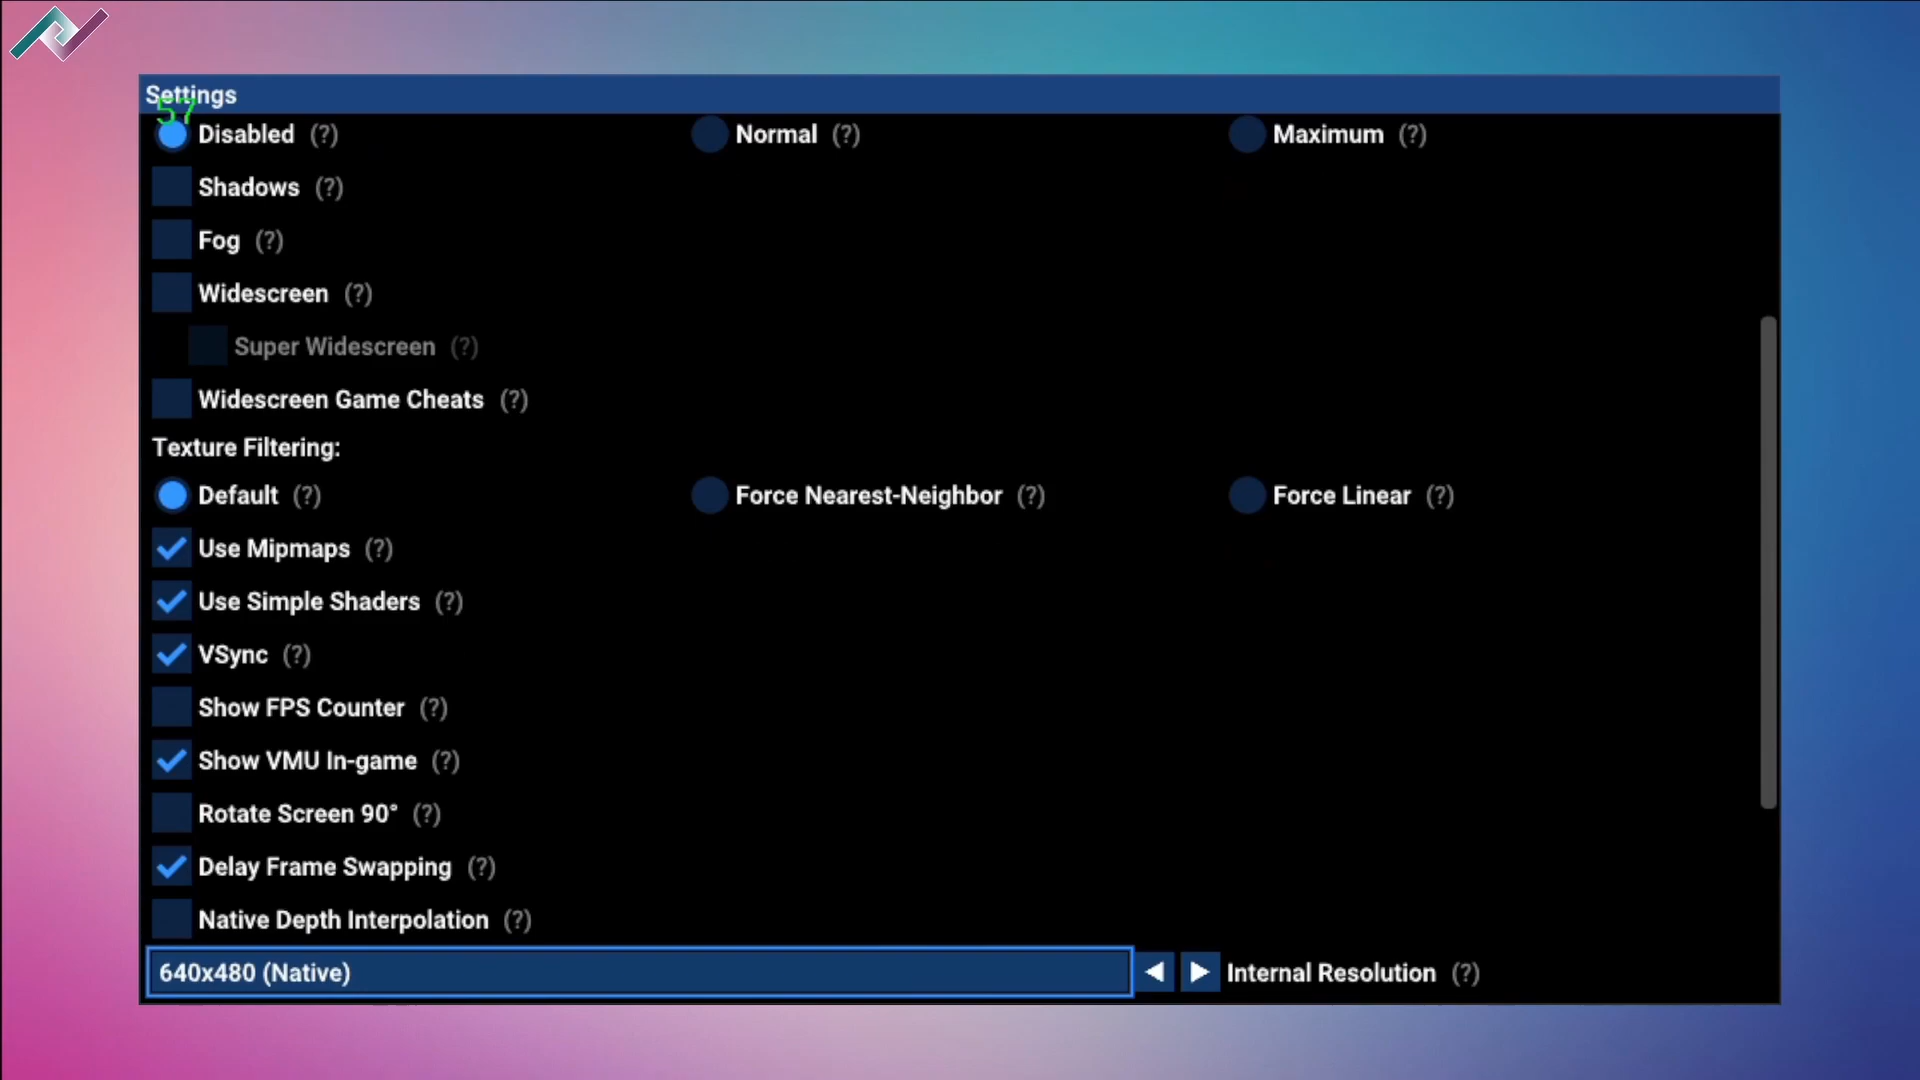 Settings
57
Disabled (?) Normal (?) Maximum (?)
Shadows (?)
Fog (?)
Widescreen (?)
Super Widescreen (?)
Widescreen Game Cheats (?)
Texture Filtering:
Default (?) Force Nearest-Neighbor (?) Force Linear (?)
Use Mipmaps (?)
Use Simple Shaders (?)
VSync (?)
Show FPS Counter (?)
Show VMU In-game (?)
Rotate Screen 90° (?)
Delay Frame Swapping (?)
Native Depth Interpolation (?)
640x480 (Native) Internal Resolution (?)